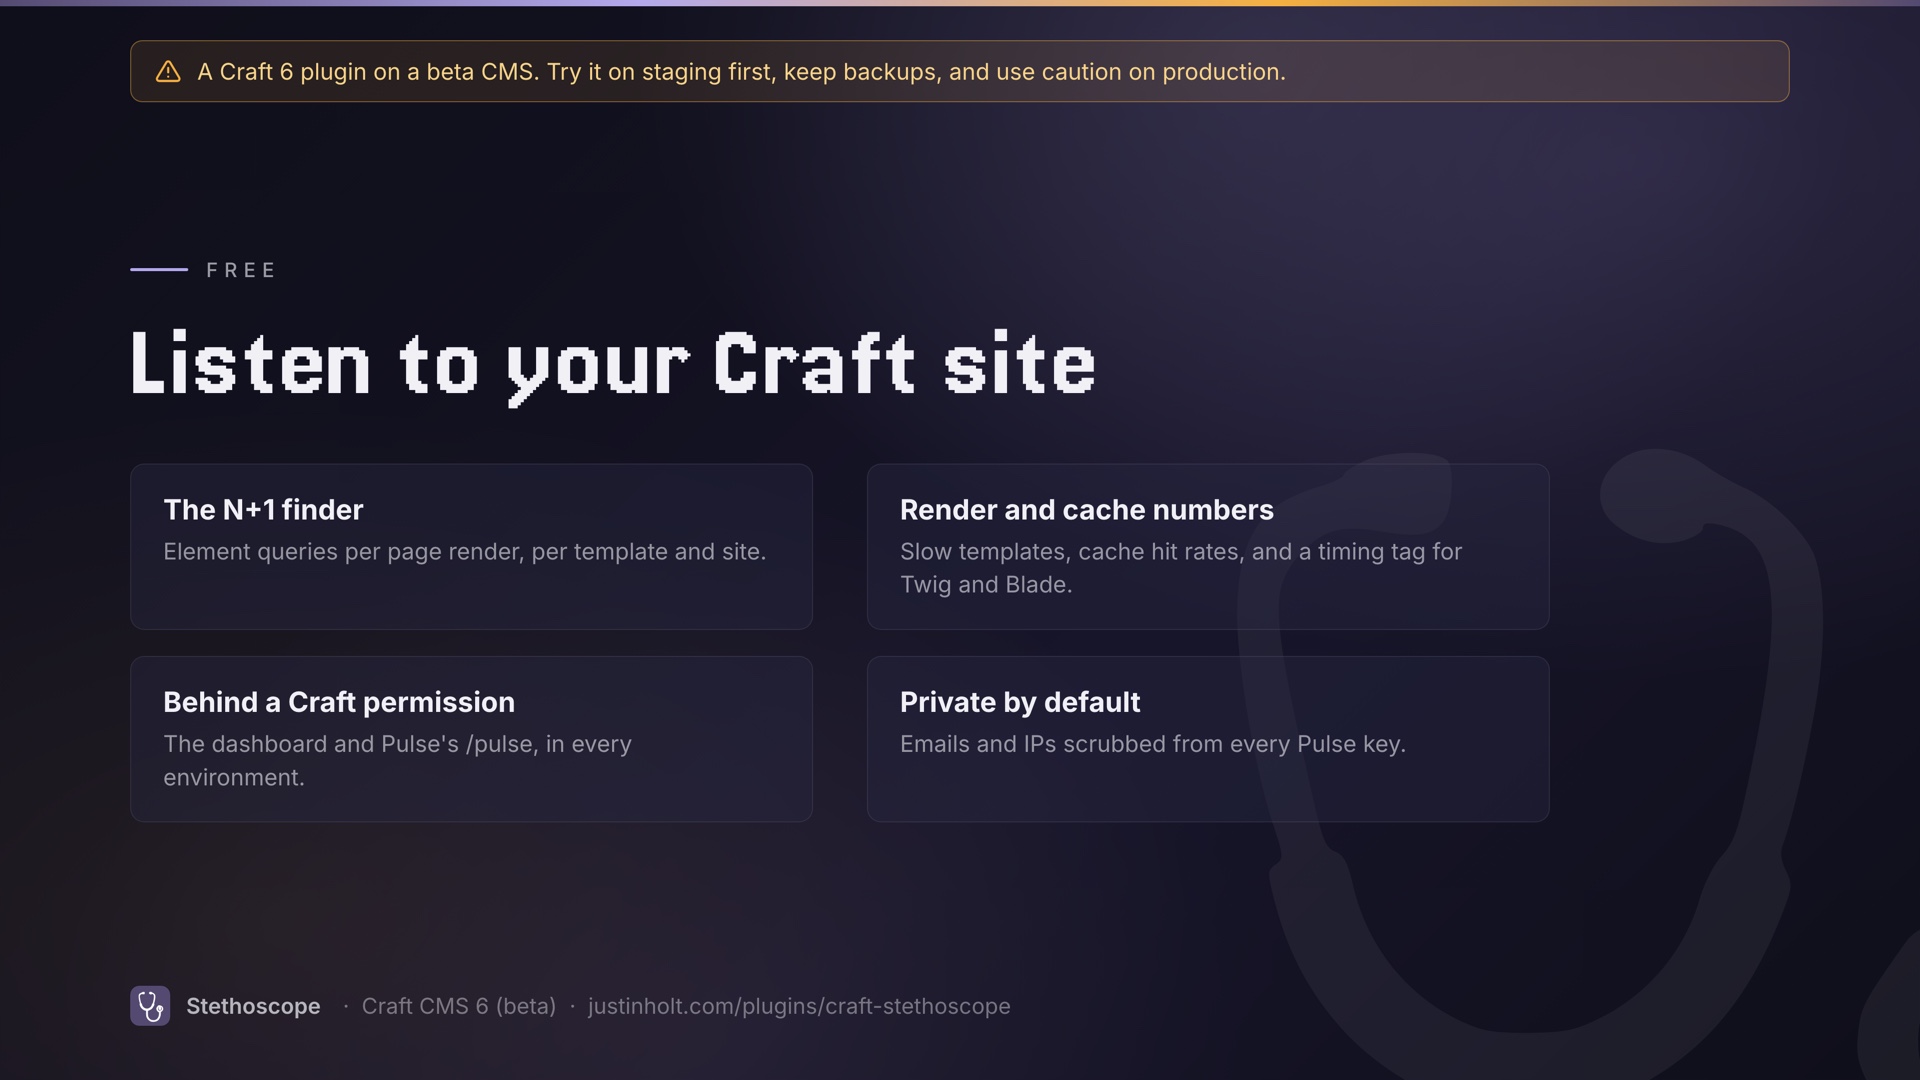 A Craft 6 plugin on a beta CMS. Try it on staging first, keep backups, and use caution on production.
FREE
Listen to your Craft site
The N+1 finder
Element queries per page render, per template and site.
Render and cache numbers
Slow templates, cache hit rates, and a timing tag for
Twig and Blade.
Behind a Craft permission
The dashboard and Pulse's /pulse, in every
environment.
Private by default
Emails and IPs scrubbed from every Pulse key.
Stethoscope · Craft CMS 6 (beta) · justinholt.com/plugins/craft-stethoscope